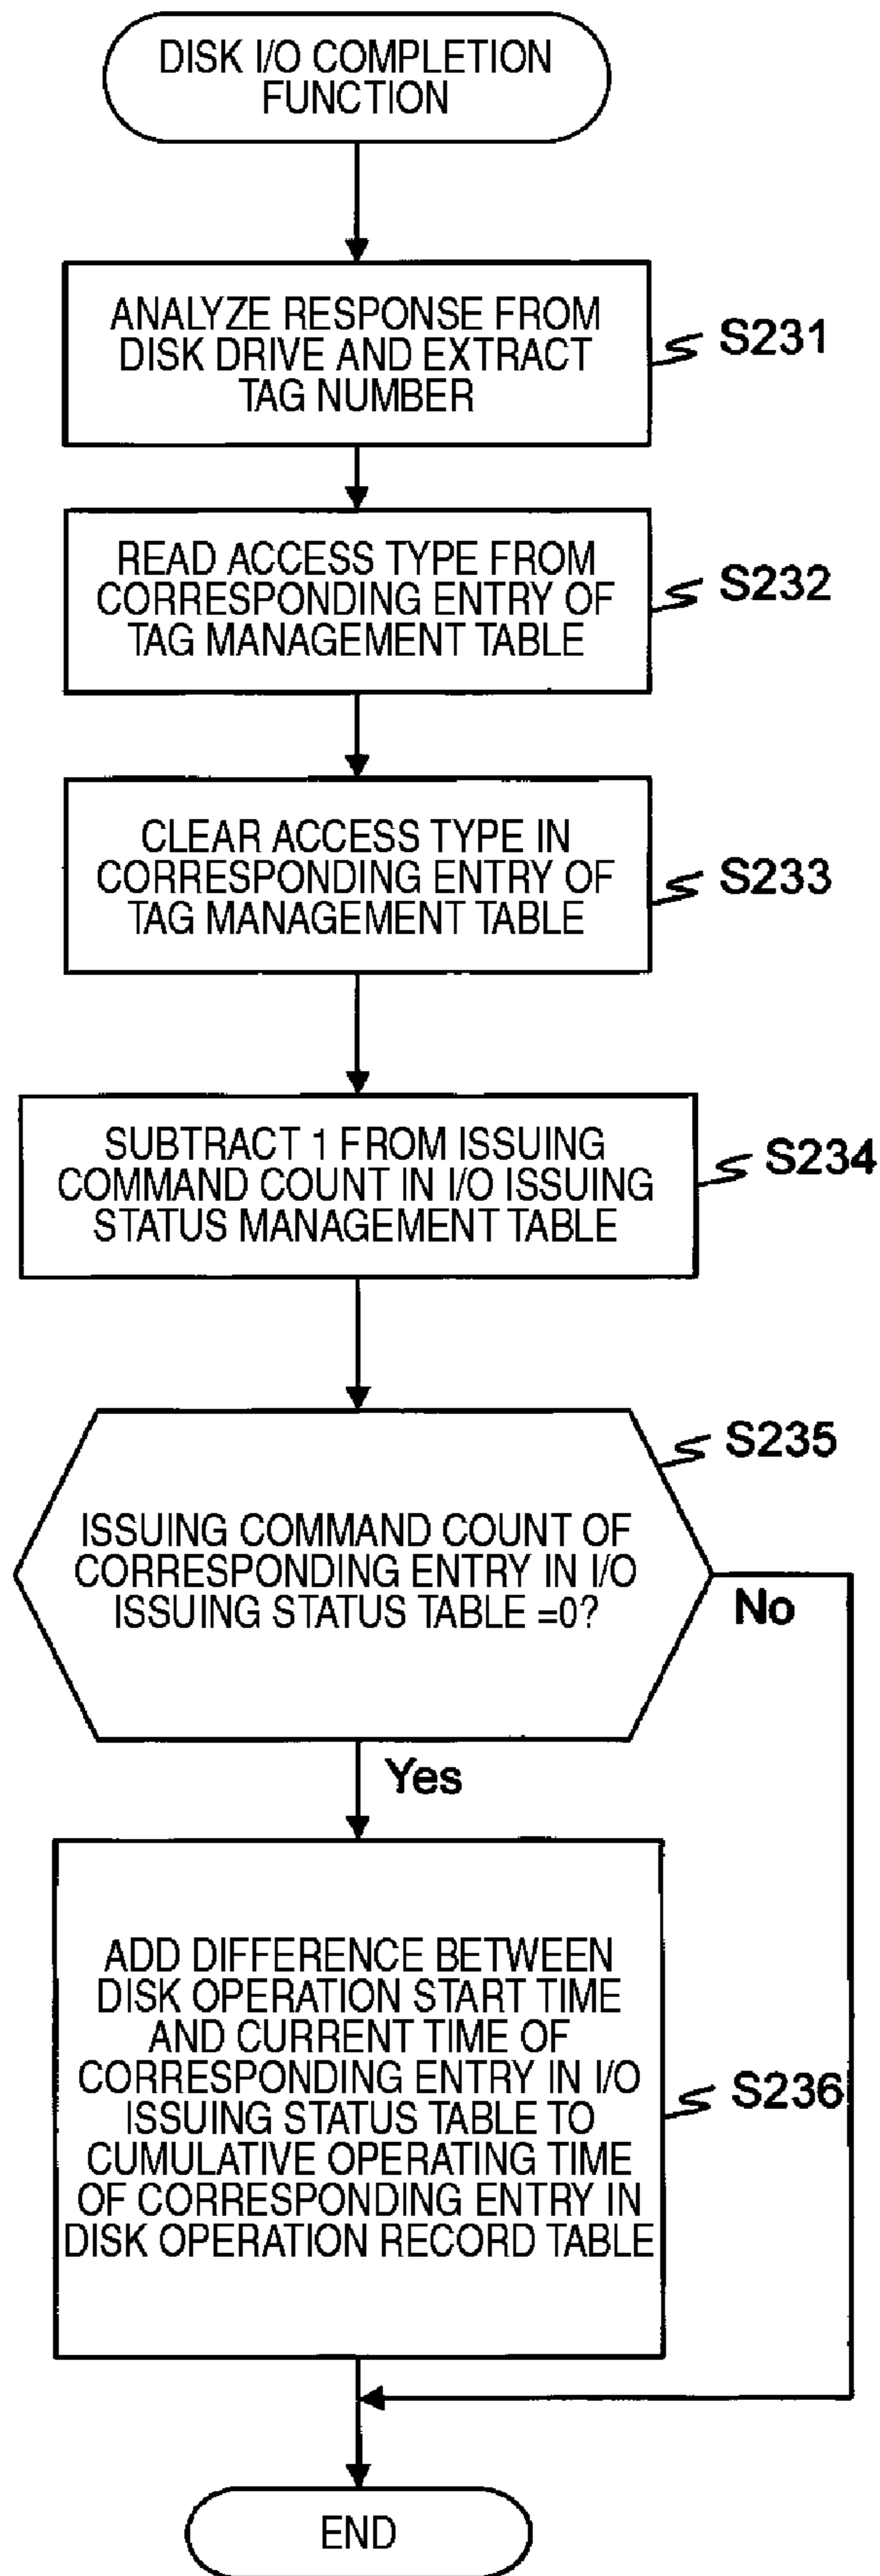 DISK I/O COMPLETION
FUNCTION
ANALYZE RESPONSE FROM
DISK DRIVE AND EXTRACT
TAG NUMBER
S231
READ ACCESS TYPE FROM
CORRESPONDING ENTRY OF
TAG MANAGEMENT TABLE
S232
CLEAR ACCESS TYPE IN
CORRESPONDING ENTRY OF
TAG MANAGEMENT TABLE
S233
SUBTRACT 1 FROM ISSUING
COMMAND COUNT IN I/O ISSUING
STATUS MANAGEMENT TABLE
S234
S235
ISSUING COMMAND COUNT OF
CORRESPONDING ENTRY IN I/O
ISSUING STATUS TABLE =0?
No
Yes
ADD DIFFERENCE BETWEEN
DISK OPERATION START TIME
AND CURRENT TIME OF
CORRESPONDING ENTRY IN I/O
ISSUING STATUS TABLE TO
CUMULATIVE OPERATING TIME
OF CORRESPONDING ENTRY IN
DISK OPERATION RECORD TABLE
S236
END